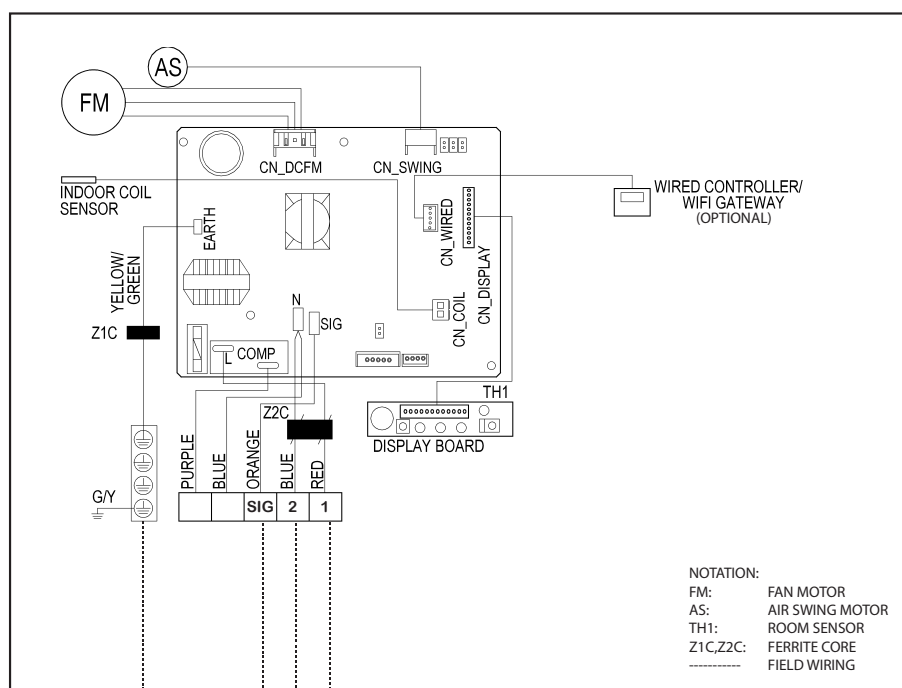 AS
FM
CN_DCFM
CN_SWING
INDOOR COIL
SENSOR
WIRED CONTROLLER/
WIFI GATEWAY
(OPTIONAL)
EARTH
CN_WIRED
CN_DISPLAY
YELLOW/
GREEN
N
SIG
CN_COIL
Z1C
L
COMP
TH1
Z2C
DISPLAY BOARD
PURPLE
BLUE
ORANGE
BLUE
RED
G/Y
SIG
2
1
NOTATION:
FM: FAN MOTOR
AS: AIR SWING MOTOR
TH1: ROOM SENSOR
Z1C,Z2C: FERRITE CORE
----------- FIELD WIRING